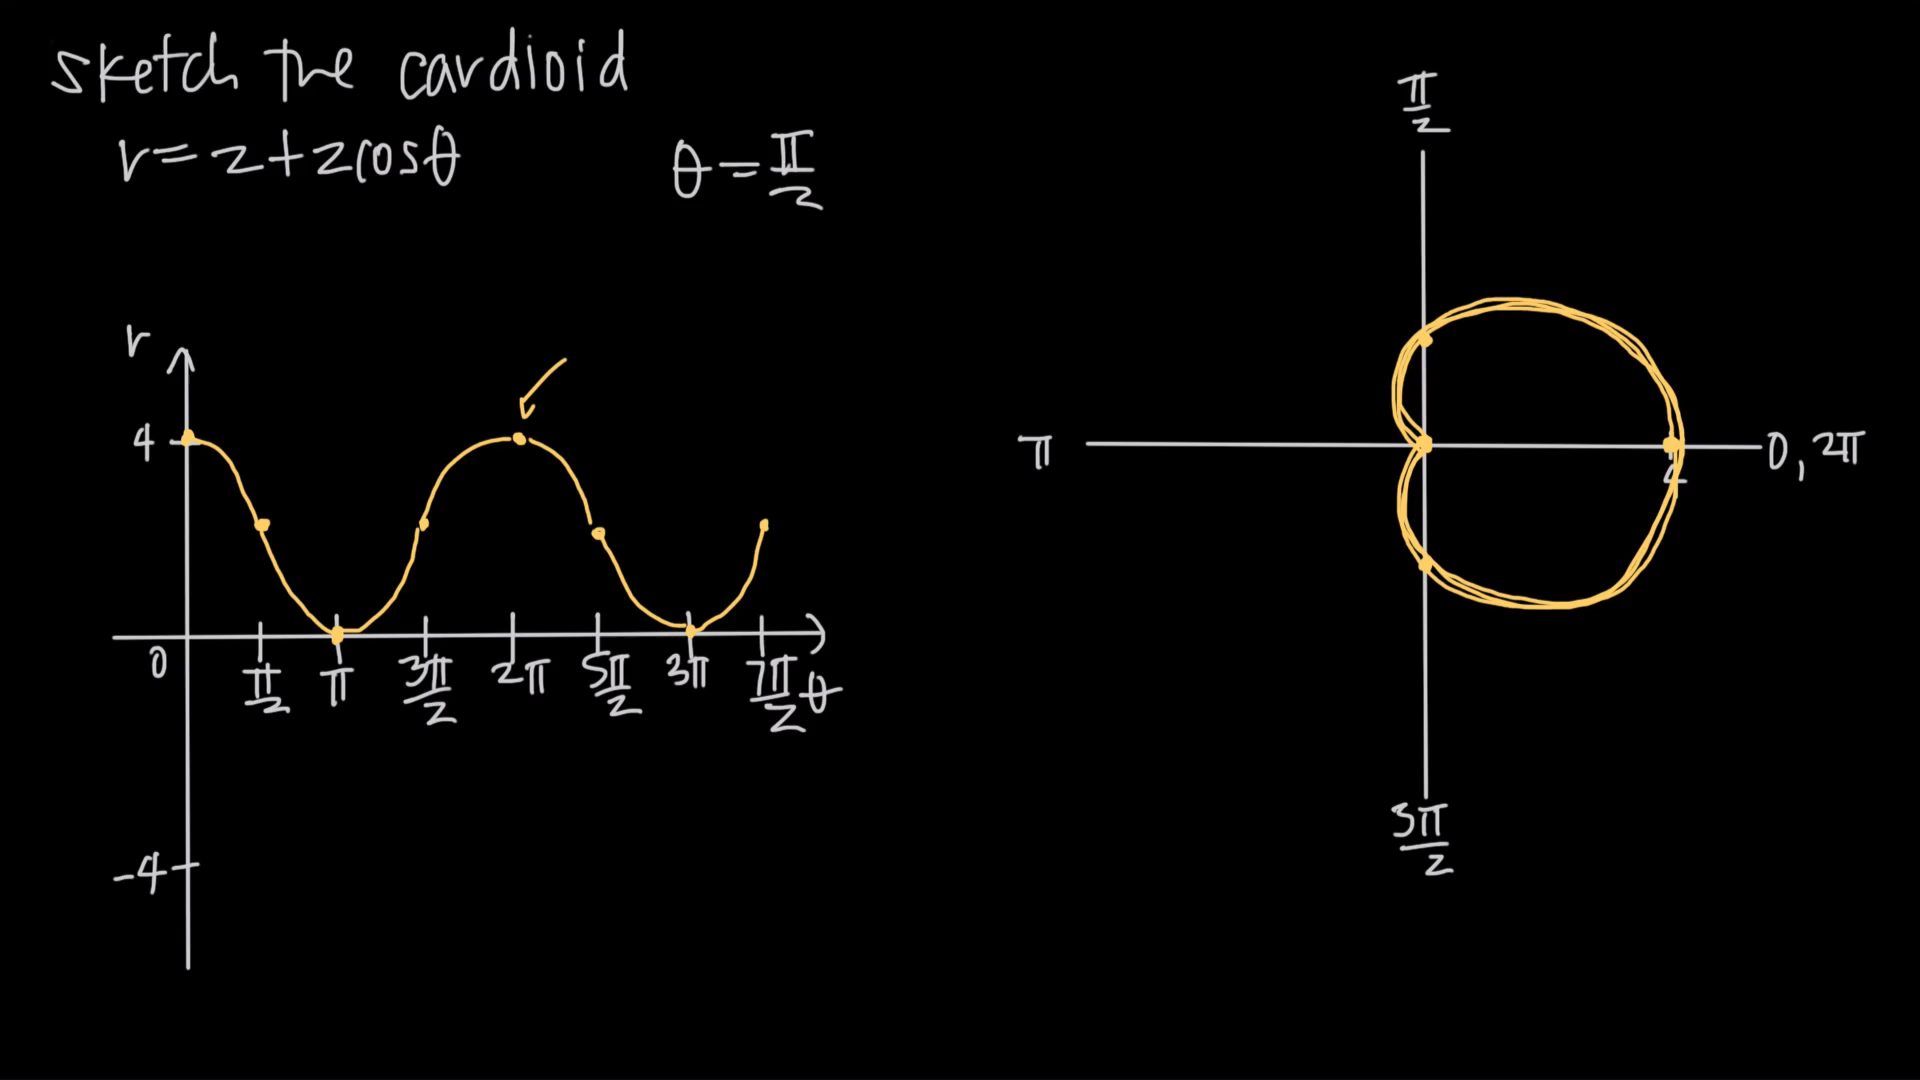 sketch the cardioid
r=2+2cosθ
θ=π/2
r
4
0
π/2 π 3π/2 2π 5π/2 3π 7π/2 θ
-4
π/2
π
0, 2π
3π/2